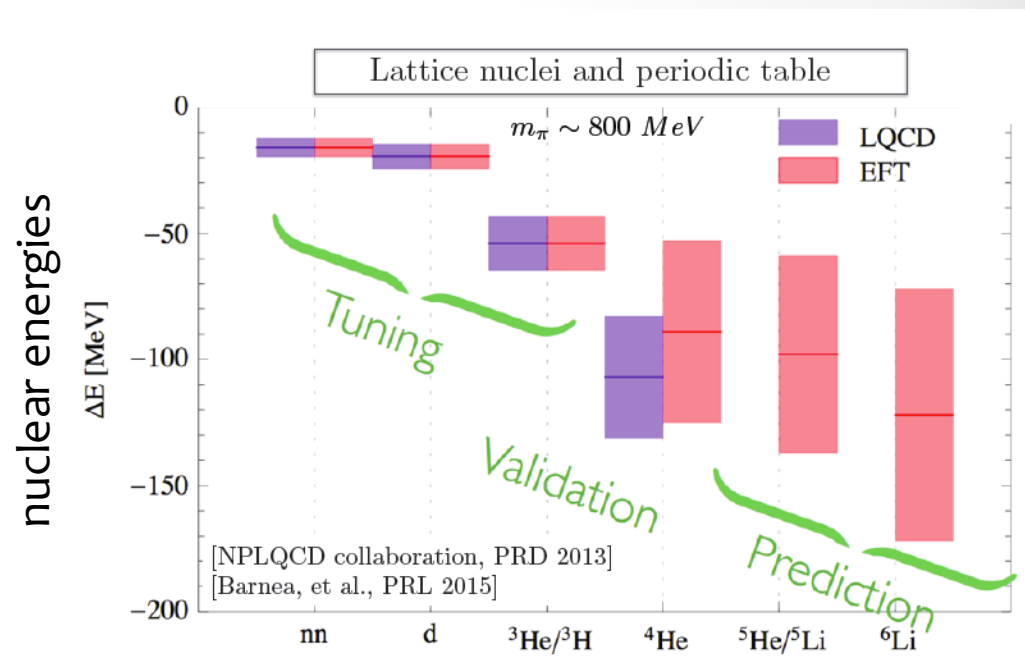 Lattice nuclei and periodic table
nuclear energies
ΔE [MeV]
0
−50
−100
−150
−200
m_π ∼ 800 MeV
LQCD
EFT
Tuning
Validation
Prediction
[NPLQCD collaboration, PRD 2013]
[Barnea, et al., PRL 2015]
nn d ³He/³H ⁴He ⁵He/⁵Li ⁶Li